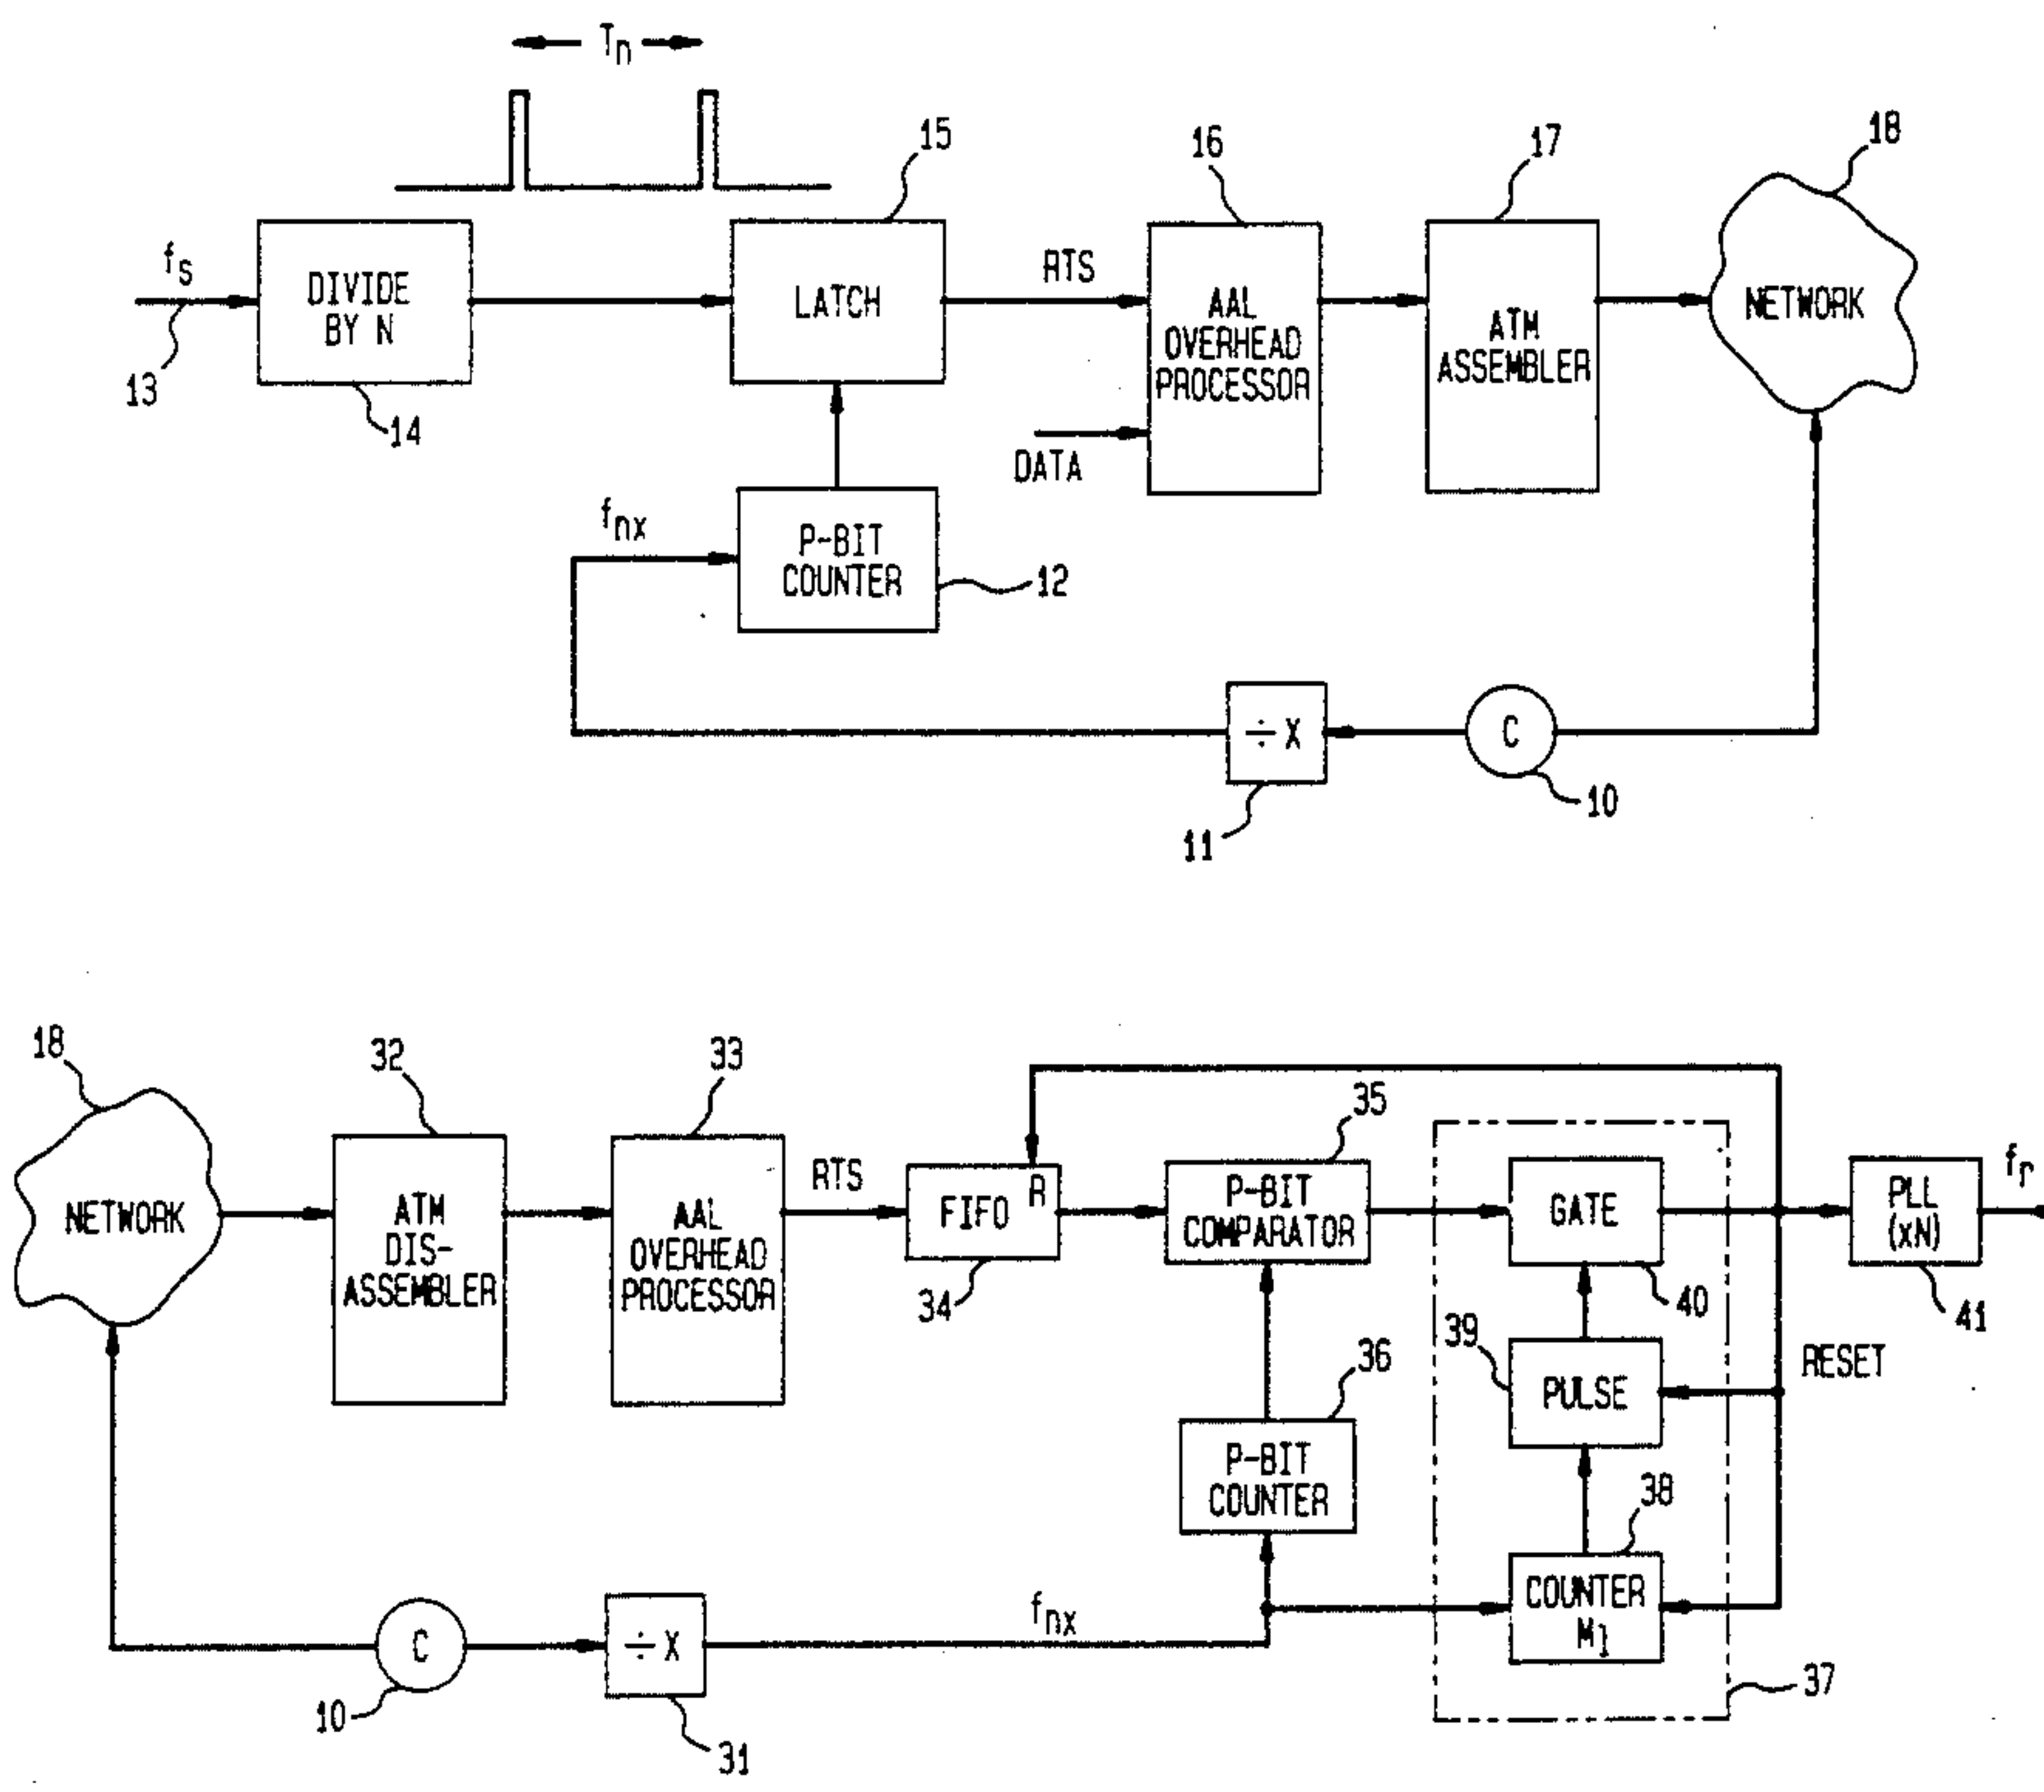 Tn
15
16
17
18
fs
DIVIDE
BY N
LATCH
RTS
AAL
OVERHEAD
PROCESSOR
ATM
ASSEMBLER
NETWORK
13
14
DATA
fnx
P-BIT
COUNTER
12
÷ X
C
10
11
18
32
33
35
NETWORK
ATM
DIS-
ASSEMBLER
AAL
OVERHEAD
PROCESSOR
RTS
FIFO
R
P-BIT
COMPARATOR
GATE
PLL
(xN)
fr
34
40
41
39
36
PULSE
RESET
P-BIT
COUNTER
38
COUNTER
M1
fnx
C
÷ X
10
31
37